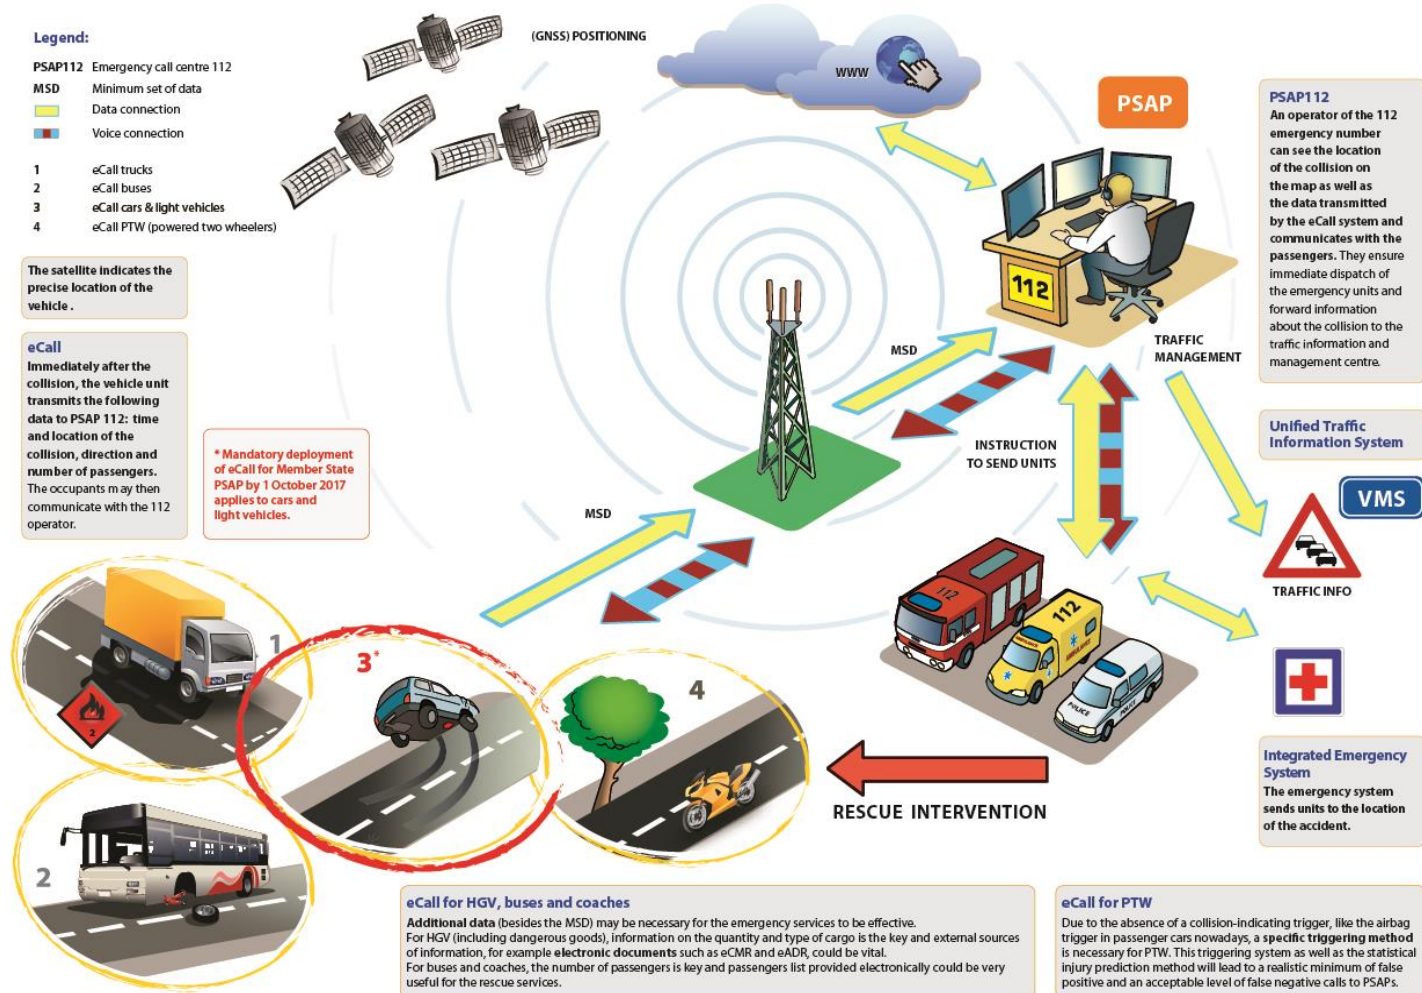 Legend:
PSAP112 Emergency call centre 112
MSD Minimum set of data
Data connection
Voice connection
1 eCall trucks
2 eCall buses
3 eCall cars & light vehicles
4 eCall PTW (powered two wheelers)
The satellite indicates the
precise location of the
vehicle .
eCall
Immediately after the
collision, the vehicle unit
transmits the following
data to PSAP 112: time
and location of the
collision, direction and
number of passengers.
The occupants may then
communicate with the 112
operator.
* Mandatory deployment
of eCall for Member State
PSAP by 1 October 2017
applies to cars and
light vehicles.
(GNSS) POSITIONING
WWW
PSAP
112
PSAP112
An operator of the 112
emergency number
can see the location
of the collision on
the map as well as
the data transmitted
by the eCall system and
communicates with the
passengers. They ensure
immediate dispatch of
the emergency units and
forward information
about the collision to the
traffic information and
management centre.
MSD
TRAFFIC
MANAGEMENT
INSTRUCTION
TO SEND UNITS
MSD
Unified Traffic
Information System
VMS
TRAFFIC INFO
112
112
AMBULANCE
AMBULANCE
POLICE
POLICE
1
2
3*
4
2
RESCUE INTERVENTION
Integrated Emergency
System
The emergency system
sends units to the location
of the accident.
eCall for HGV, buses and coaches
Additional data (besides the MSD) may be necessary for the emergency services to be effective.
For HGV (including dangerous goods), information on the quantity and type of cargo is the key and external sources
of information, for example electronic documents such as eCMR and eADR, could be vital.
For buses and coaches, the number of passengers is key and passengers list provided electronically could be very
useful for the rescue services.
eCall for PTW
Due to the absence of a collision-indicating trigger, like the airbag
trigger in passenger cars nowadays, a specific triggering method
is necessary for PTW. This triggering system as well as the statistical
injury prediction method will lead to a realistic minimum of false
positive and an acceptable level of false negative calls to PSAPs.